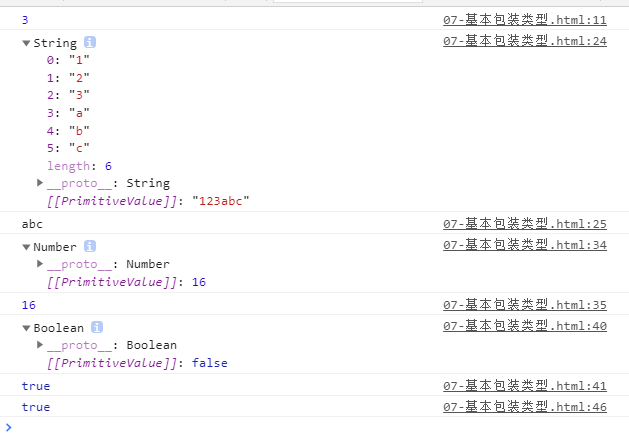 3 07-基本包装类型.html:11
▼String i 07-基本包装类型.html:24
0: "1"
1: "2"
2: "3"
3: "a"
4: "b"
5: "c"
length: 6
▶__proto__: String
[[PrimitiveValue]]: "123abc"
abc 07-基本包装类型.html:25
▼Number i 07-基本包装类型.html:34
▶__proto__: Number
[[PrimitiveValue]]: 16
16 07-基本包装类型.html:35
▼Boolean i 07-基本包装类型.html:40
▶__proto__: Boolean
[[PrimitiveValue]]: false
true 07-基本包装类型.html:41
true 07-基本包装类型.html:46
>